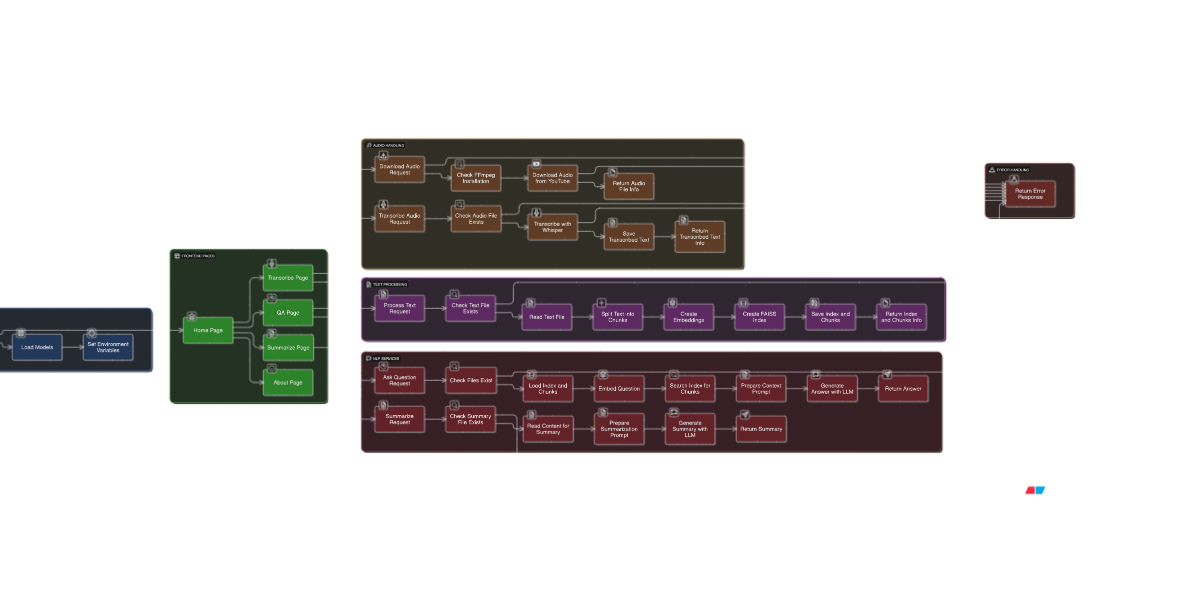 Load Models
Set Environment
Variables
FRONTEND PAGES
Home Page
Transcribe Page
QA Page
Summarize Page
About Page
AUDIO HANDLING
Download Audio
Request
Check FFmpeg
Installation
Download Audio
from YouTube
Return Audio
File Info
Transcribe Audio
Request
Check Audio File
Exists
Transcribe with
Whisper
Save
Transcribed Text
Return
Transcribed Text
Info
TEXT PROCESSING
Process Text
Request
Check Text File
Exists
Read Text File
Split Text into
Chunks
Create
Embeddings
Create FAISS
Index
Save Index and
Chunks
Return Index
and Chunks Info
NLP SERVICES
Ask Question
Request
Check Files Exist
Load Index and
Chunks
Embed Question
Search Index for
Chunks
Prepare Context
Prompt
Generate
Answer with LLM
Return Answer
Summarize
Request
Check Summary
File Exists
Read Content for
Summary
Prepare
Summarization
Prompt
Generate
Summary with
LLM
Return Summary
ERROR HANDLING
Return Error
Response